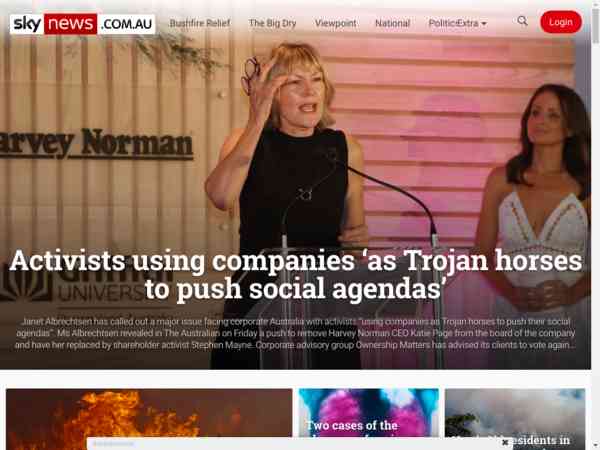 sky news .COM.AU
Bushfire Relief The Big Dry Viewpoint National Politics Extra Login
Harvey Norman
UNIVERS
Activists using companies ‘as Trojan horses
to push social agendas’
Janet Albrechtsen has called out a major issue facing corporate Australia with activists “using companies as Trojan horses to push their social
agendas”. Ms Albrechtsen revealed in The Australian on Friday a push to remove Harvey Norman CEO Katie Page from the board of the company
and have her replaced by shareholder activist Stephen Mayne. Corporate advisory group Ownership Matters has advised its clients to vote again...
Two cases of the
residents in
Advertisement